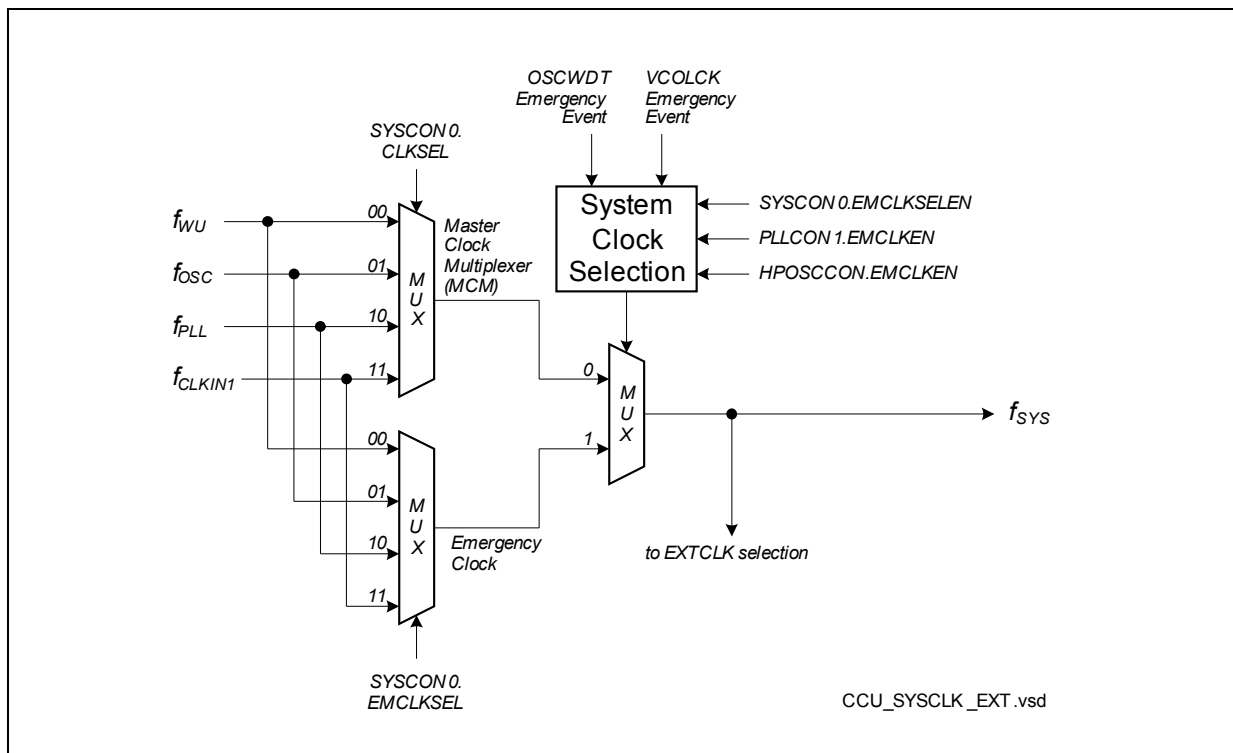 OSCWDT
Emergency
Event
VCOLCK
Emergency
Event
SYSCON 0.
CLKSEL
System
Clock
Selection
SYSCON 0.EMCLKSELEN
PLLCON 1.EMCLKEN
HPOSCCON.EMCLKEN
fWU
fOSC
fPLL
fCLKIN1
00
01
10
11
M
U
X
Master
Clock
Multiplexer
(MCM)
00
01
10
11
M
U
X
Emergency
Clock
0
1
M
U
X
fSYS
to EXTCLK selection
SYSCON 0.
EMCLKSEL
CCU_SYSCLK _EXT .vsd